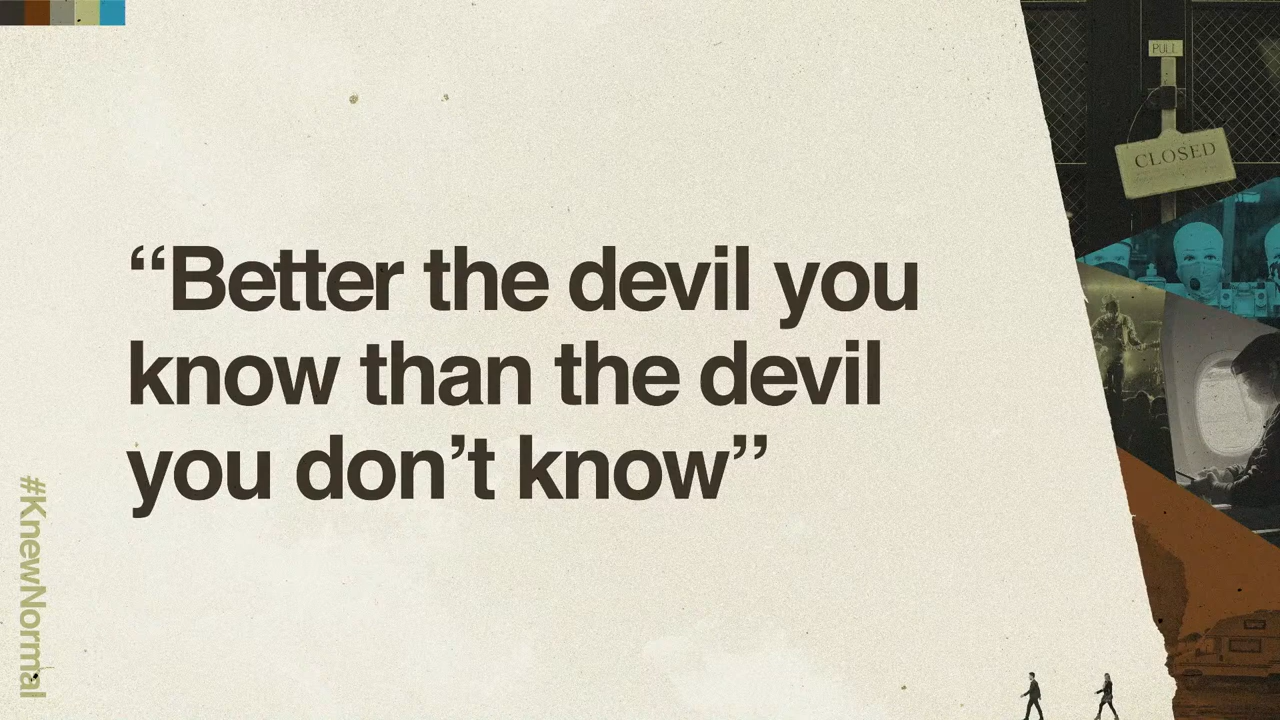 “Better the devil you
know than the devil
you don’t know”
#KnewNormal
PULL
CLOSED